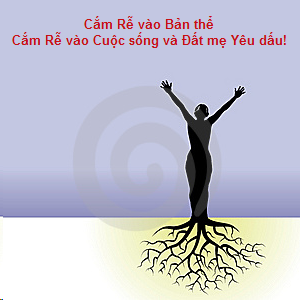 Cắm Rễ vào Bản thể
Cắm Rễ vào Cuộc sống và Đất mẹ Yêu dấu!